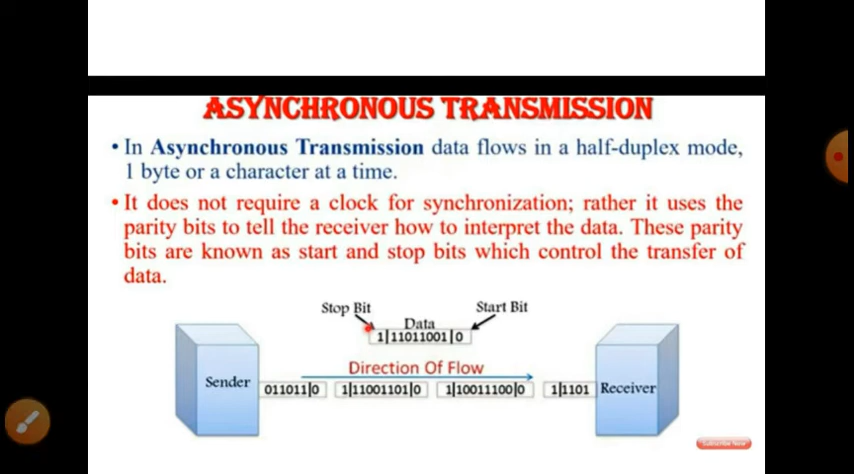 ASYNCHRONOUS TRANSMISSION
• In Asynchronous Transmission data flows in a half-duplex mode,
1 byte or a character at a time.
• It does not require a clock for synchronization; rather it uses the
parity bits to tell the receiver how to interpret the data. These parity
bits are known as start and stop bits which control the transfer of
data.
Stop Bit
Start Bit
Data
1|11011001|0
Direction Of Flow
Sender
011011|0
1|11001101|0
1|10011100|0
1|1101
Receiver
Subscribe Now